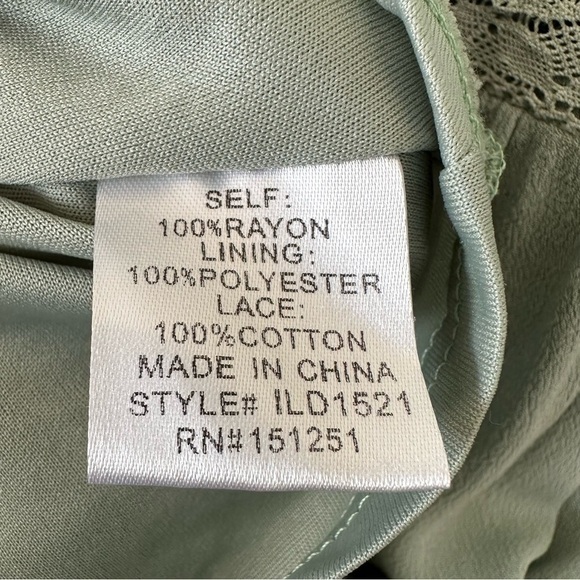 SELF:
100%RAYON
LINING:
100%POLYESTER
LACE:
100%COTTON
MADE IN CHINA
STYLE# ILD1521
RN#151251